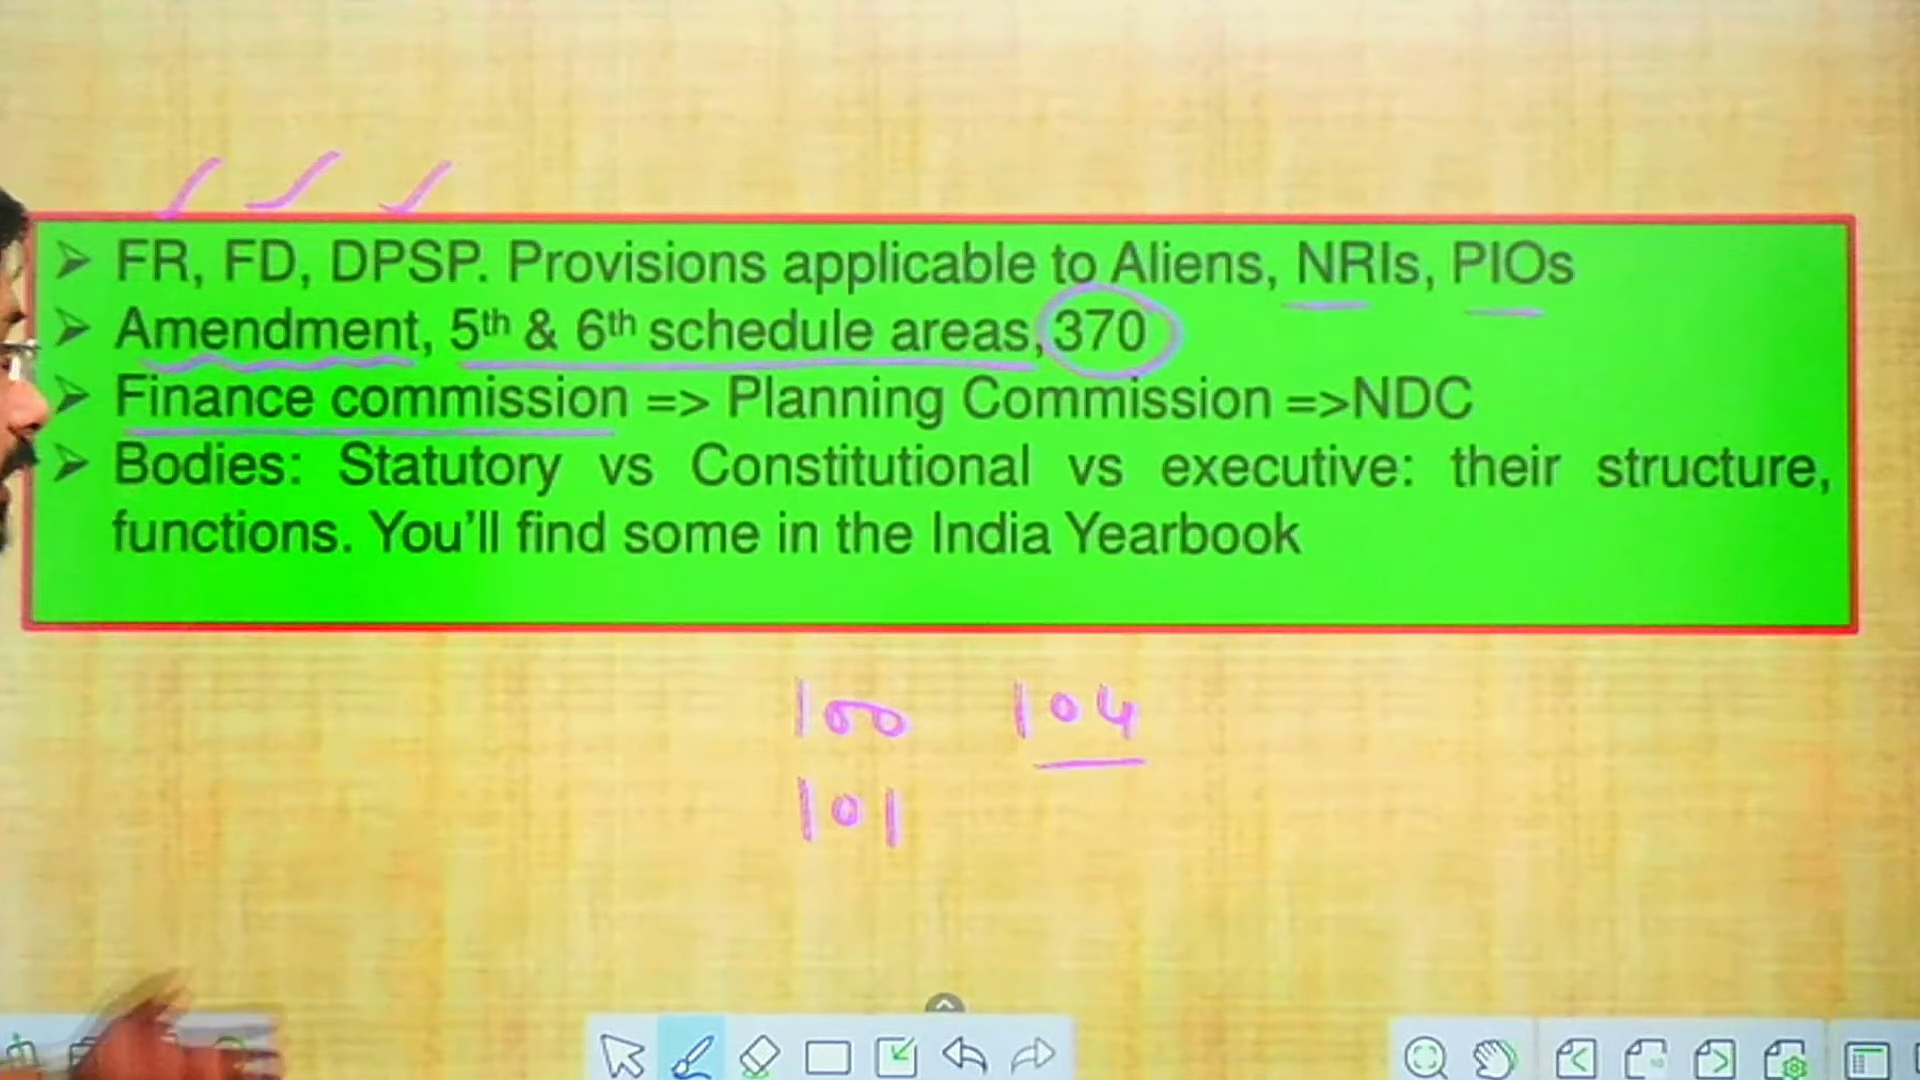 ➢ FR, FD, DPSP. Provisions applicable to Aliens, NRIs, PIOs
➢ Amendment, 5th & 6th schedule areas, 370
➢ Finance commission => Planning Commission =>NDC
➢ Bodies: Statutory vs Constitutional vs executive: their structure,
functions. You'll find some in the India Yearbook
100 104
101